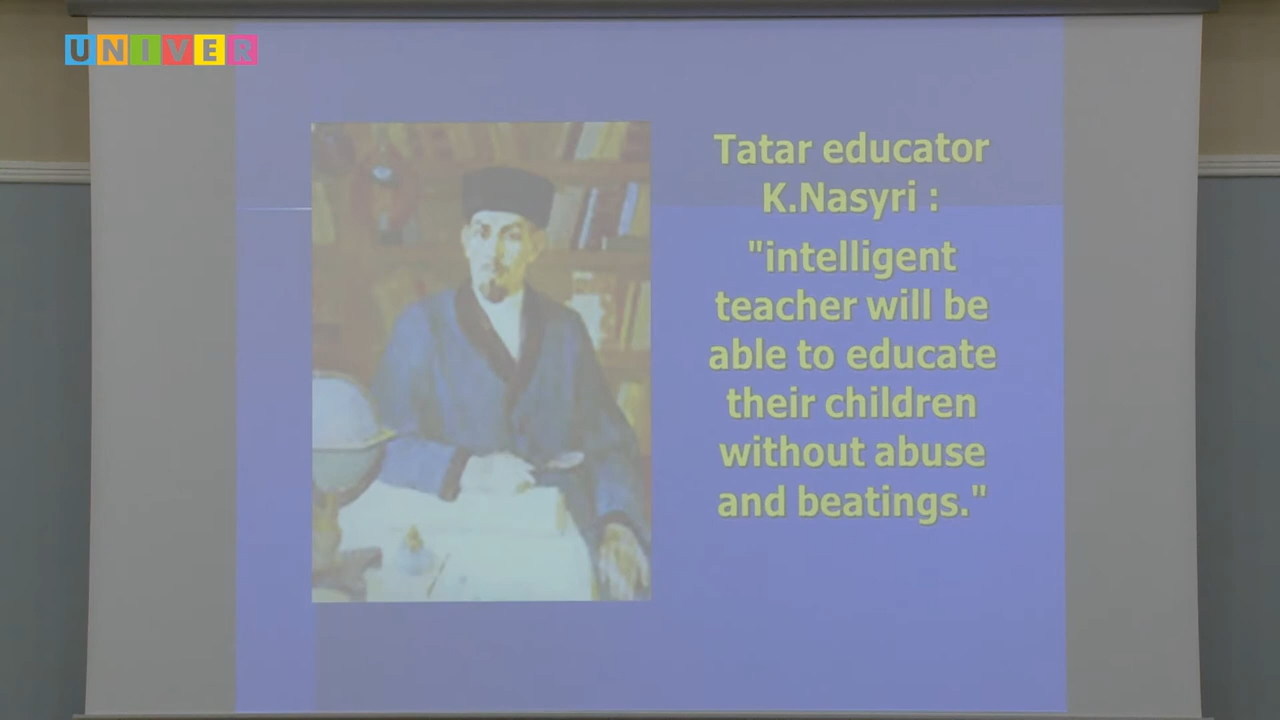 UNIVER
Tatar educator
K.Nasyri :
"intelligent
teacher will be
able to educate
their children
without abuse
and beatings."